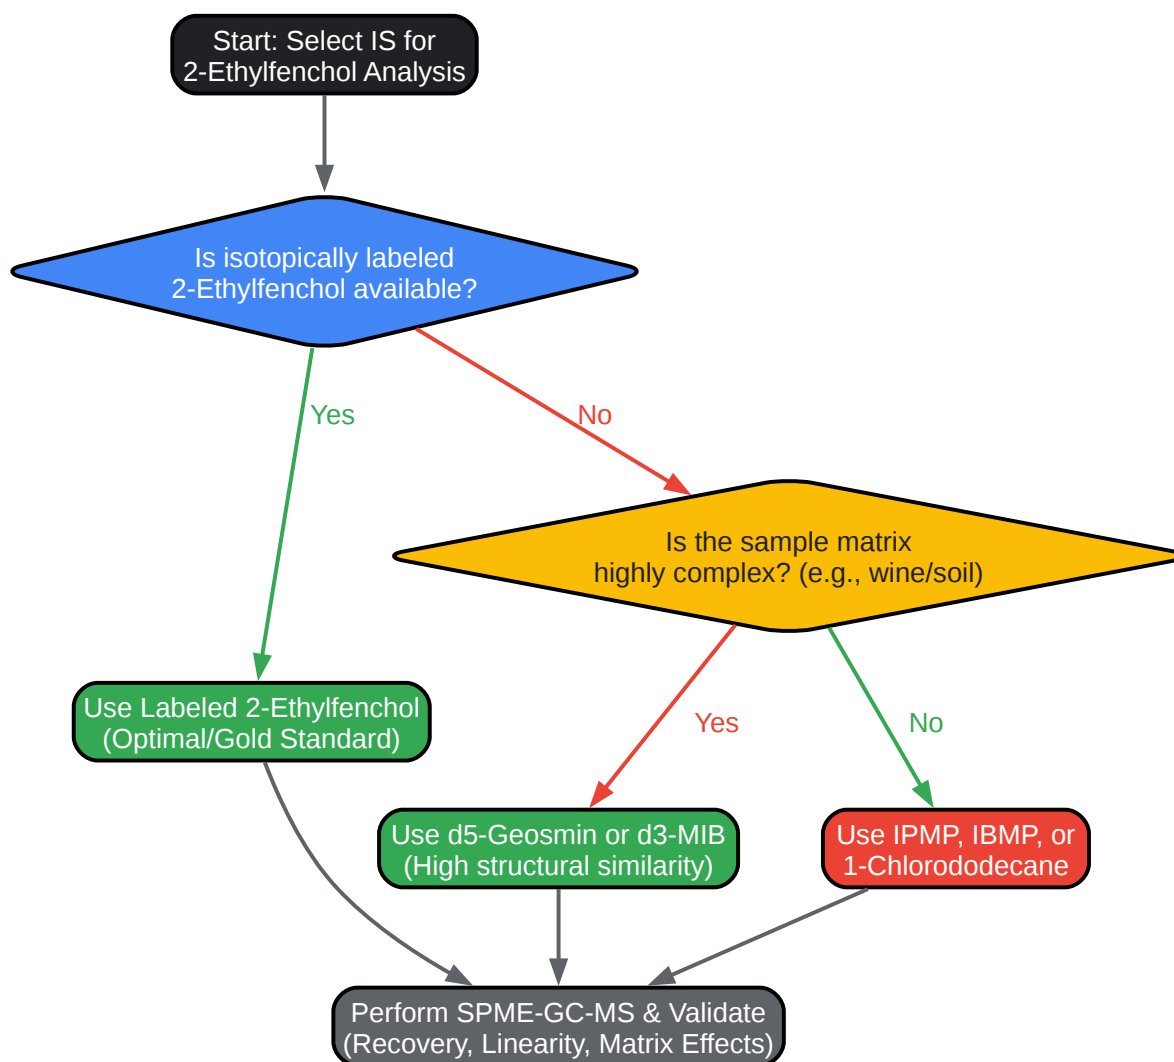 Start: Select IS for
2-Ethylfenchol Analysis
Is isotopically labeled
2-Ethylfenchol available?
Yes
No
Is the sample matrix
highly complex? (e.g., wine/soil)
Use Labeled 2-Ethylfenchol
(Optimal/Gold Standard)
Yes
No
Use d5-Geosmin or d3-MIB
(High structural similarity)
Use IPMP, IBMP, or
1-Chlorododecane
Perform SPME-GC-MS & Validate
(Recovery, Linearity, Matrix Effects)